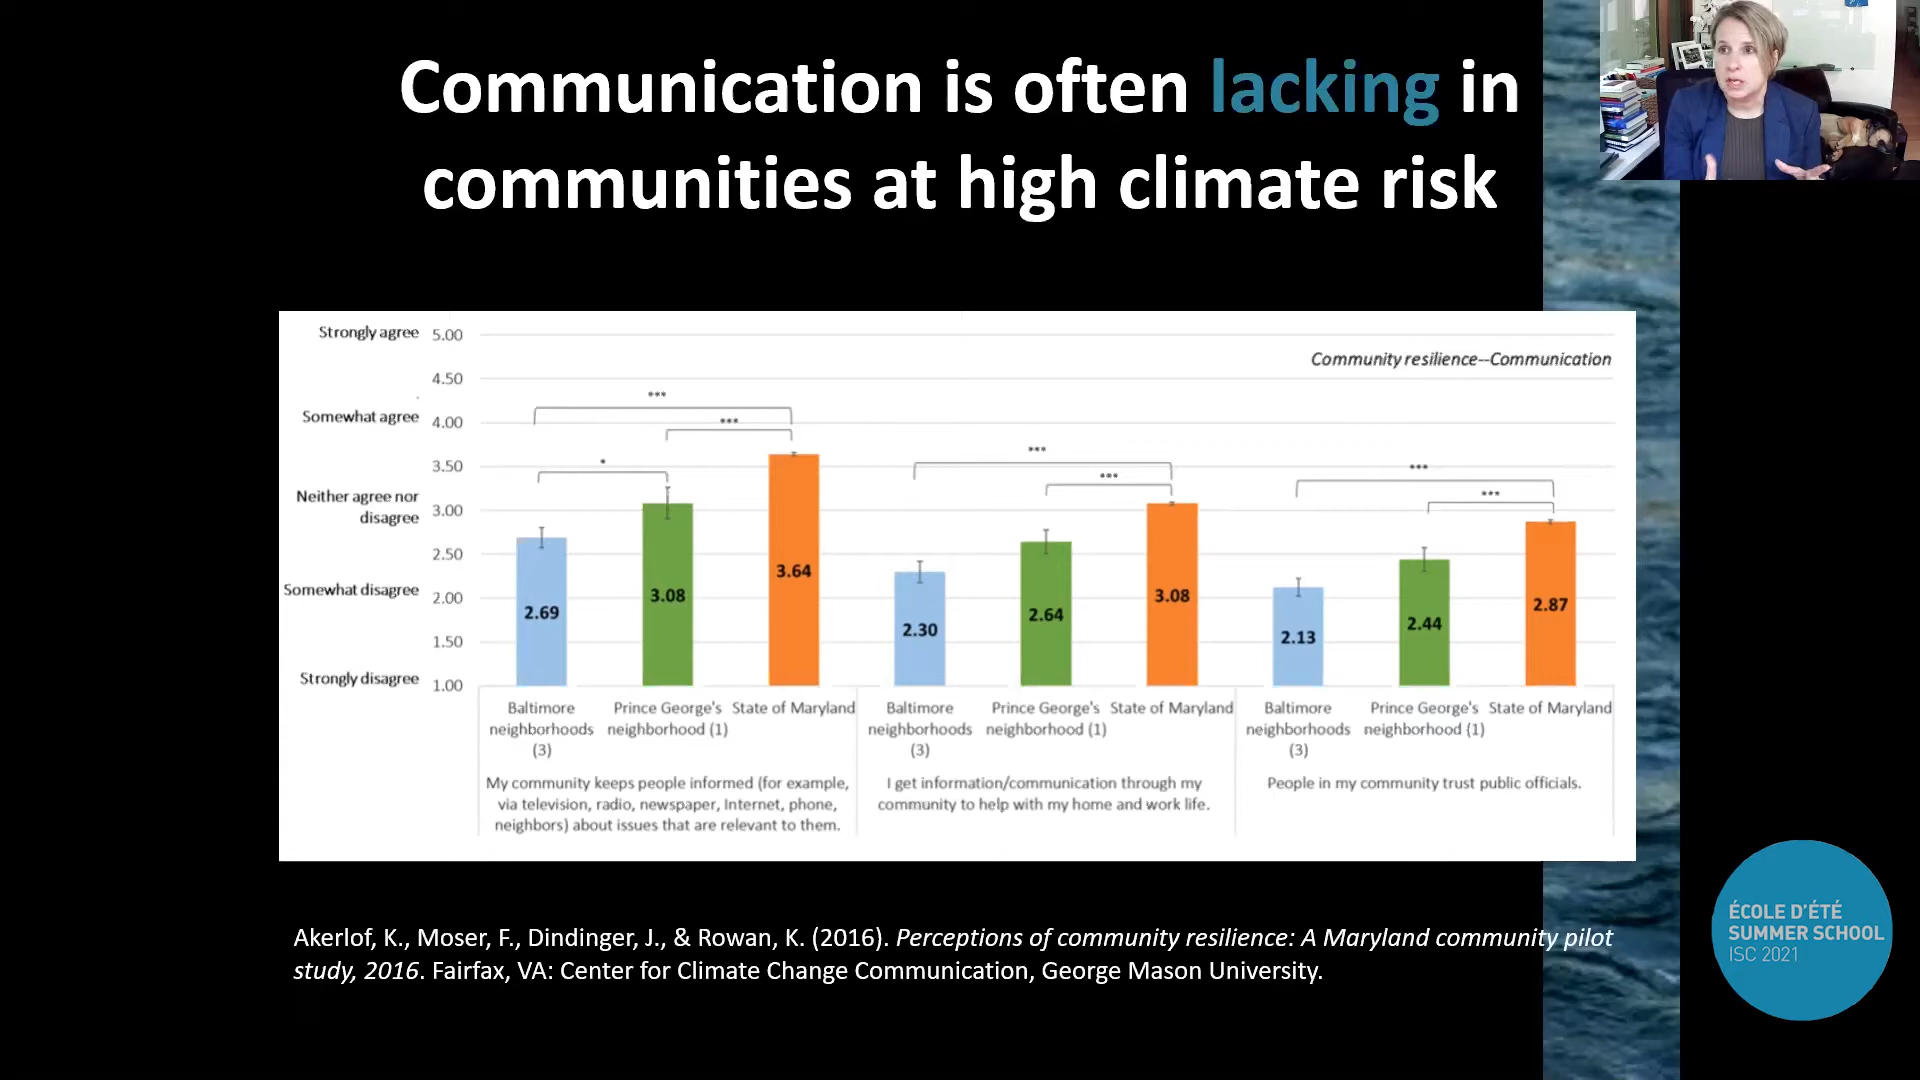 Communication is often lacking in
communities at high climate risk
Community resilience--Communication
Strongly agree 5.00
4.50
Somewhat agree 4.00
3.50
Neither agree nor
disagree 3.00
2.50
Somewhat disagree 2.00
1.50
Strongly disagree 1.00
***
***
*
***
***
***
***
2.69
3.08
3.64
2.30
2.64
3.08
2.13
2.44
2.87
Baltimore
neighborhoods
(3)
Prince George's
neighborhood (1)
State of Maryland
Baltimore
neighborhoods
(3)
Prince George's
neighborhood (1)
State of Maryland
Baltimore
neighborhoods
(3)
Prince George's
neighborhood (1)
State of Maryland
My community keeps people informed (for example,
via television, radio, newspaper, Internet, phone,
neighbors) about issues that are relevant to them.
I get information/communication through my
community to help with my home and work life.
People in my community trust public officials.
Akerlof, K., Moser, F., Dindinger, J., & Rowan, K. (2016). Perceptions of community resilience: A Maryland community pilot
study, 2016. Fairfax, VA: Center for Climate Change Communication, George Mason University.
ÉCOLE D'ÉTÉ
SUMMER SCHOOL
ISC 2021